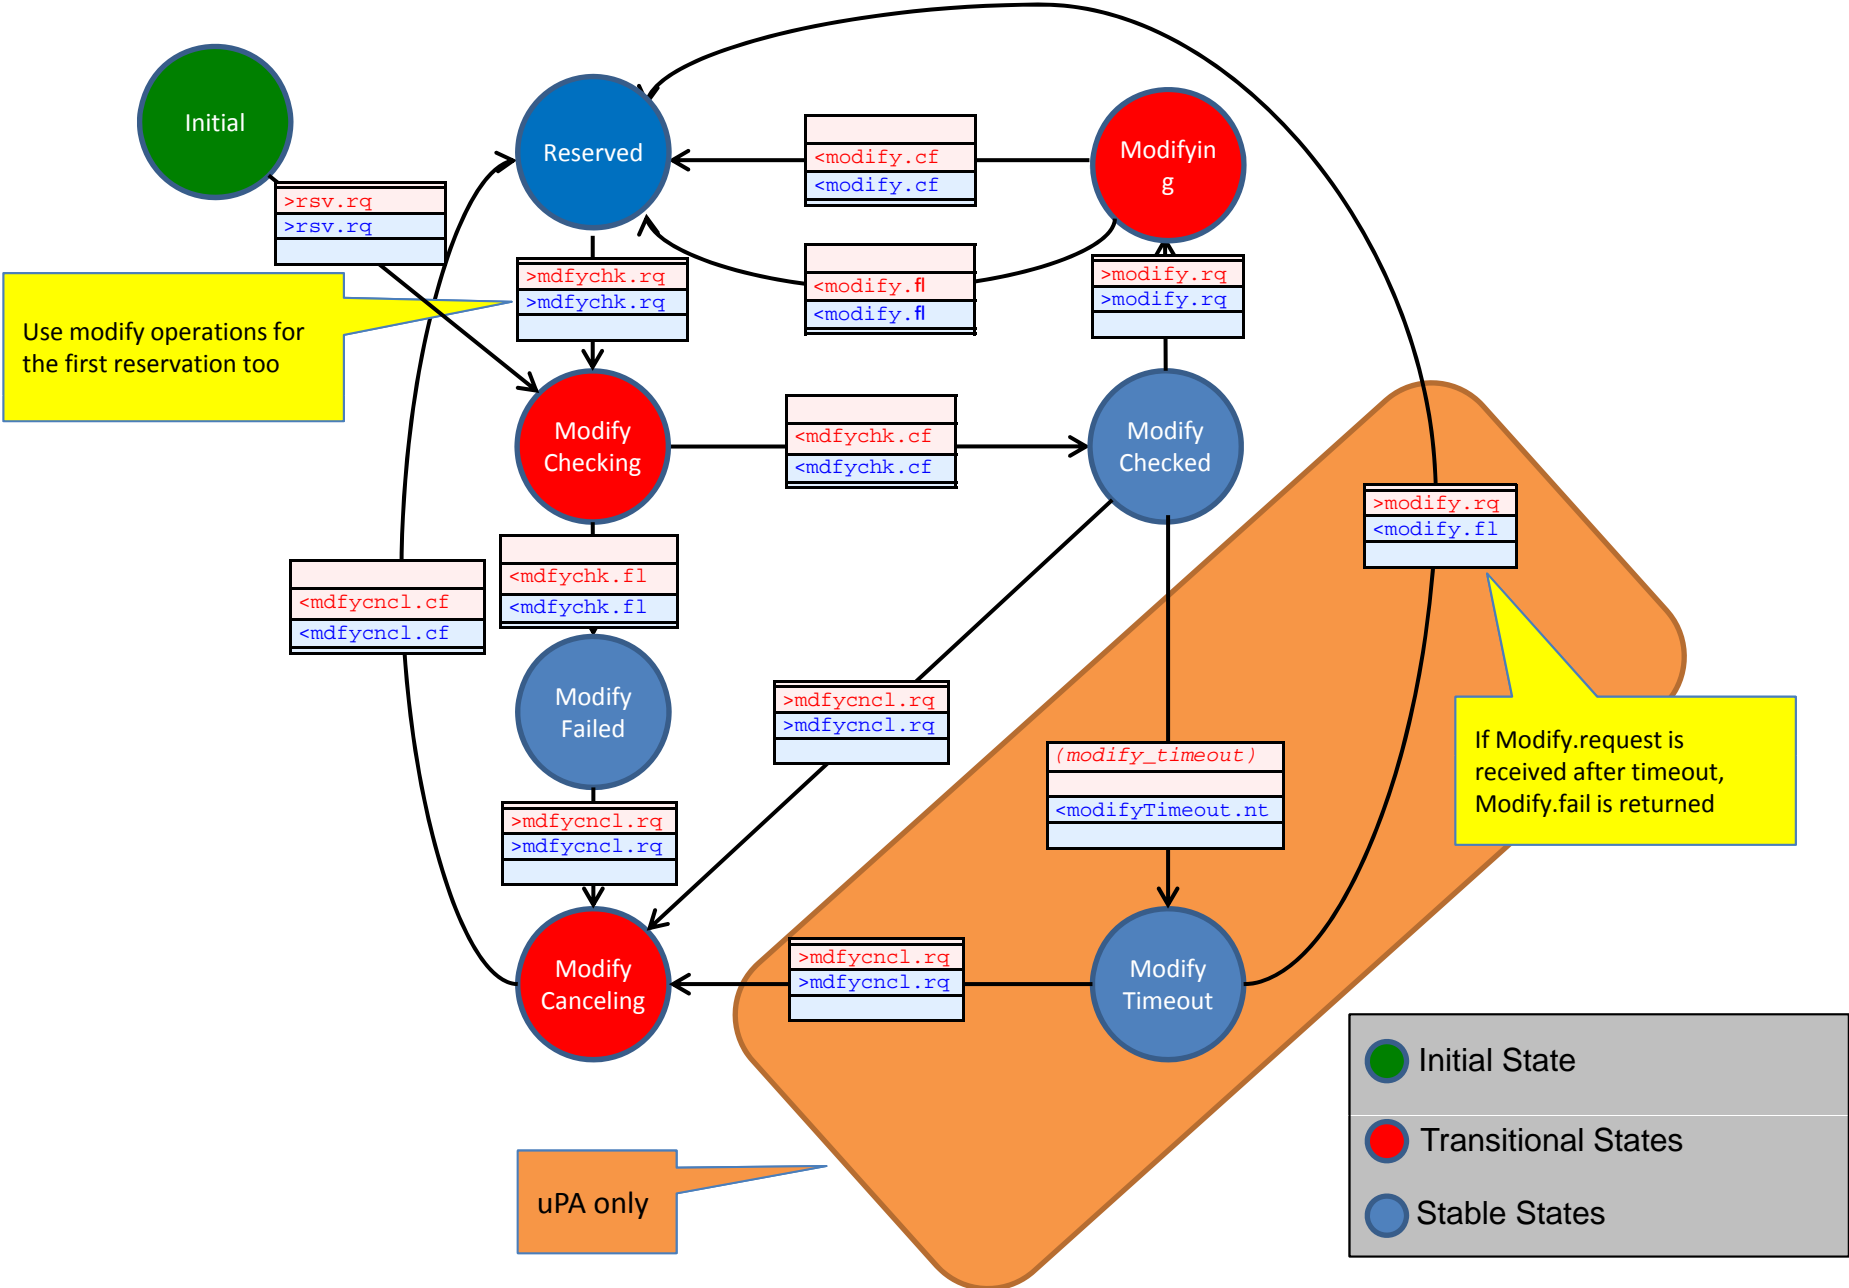 Initial
Reserved
Modifyin
g
<modify.cf
<modify.cf
>rsv.rq
>rsv.rq
>mdfychk.rq
>mdfychk.rq
<modify.fl
<modify.fl
>modify.rq
>modify.rq
Use modify operations for
the first reservation too
Modify
Checking
<mdfychk.cf
<mdfychk.cf
Modify
Checked
>modify.rq
<modify.fl
<mdfychk.fl
<mdfychk.fl
<mdfycncl.cf
<mdfycncl.cf
Modify
Failed
>mdfycncl.rq
>mdfycncl.rq
(modify_timeout)
<modifyTimeout.nt
If Modify.request is
received after timeout,
Modify.fail is returned
>mdfycncl.rq
>mdfycncl.rq
Modify
Canceling
>mdfycncl.rq
>mdfycncl.rq
Modify
Timeout
uPA only
Initial State
Transitional States
Stable States